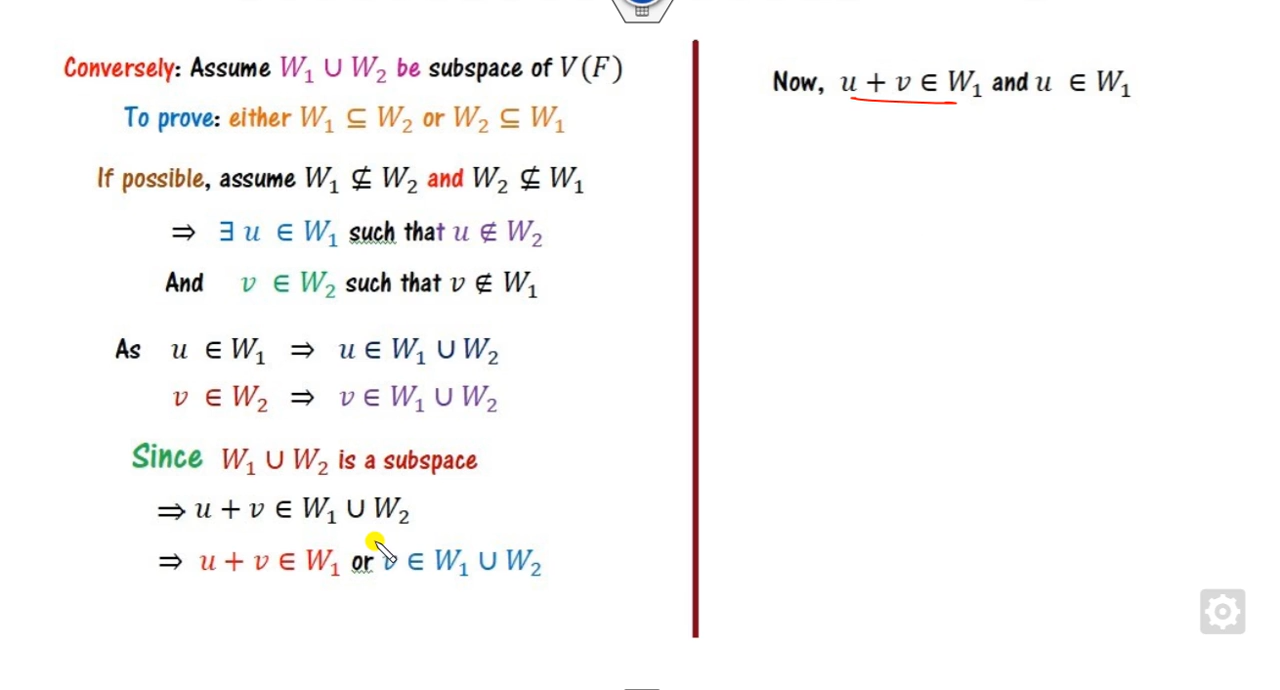 Conversely: Assume W₁ ∪ W₂ be subspace of V(F)
To prove: either W₁ ⊆ W₂ or W₂ ⊆ W₁
If possible, assume W₁ ⊈ W₂ and W₂ ⊈ W₁
⇒ ∃ u ∈ W₁ such that u ∉ W₂
And v ∈ W₂ such that v ∉ W₁
As u ∈ W₁ ⇒ u ∈ W₁ ∪ W₂
v ∈ W₂ ⇒ v ∈ W₁ ∪ W₂
Since W₁ ∪ W₂ is a subspace
⇒ u + v ∈ W₁ ∪ W₂
⇒ u + v ∈ W₁ or v ∈ W₁ ∪ W₂
Now, u + v ∈ W₁ and u ∈ W₁